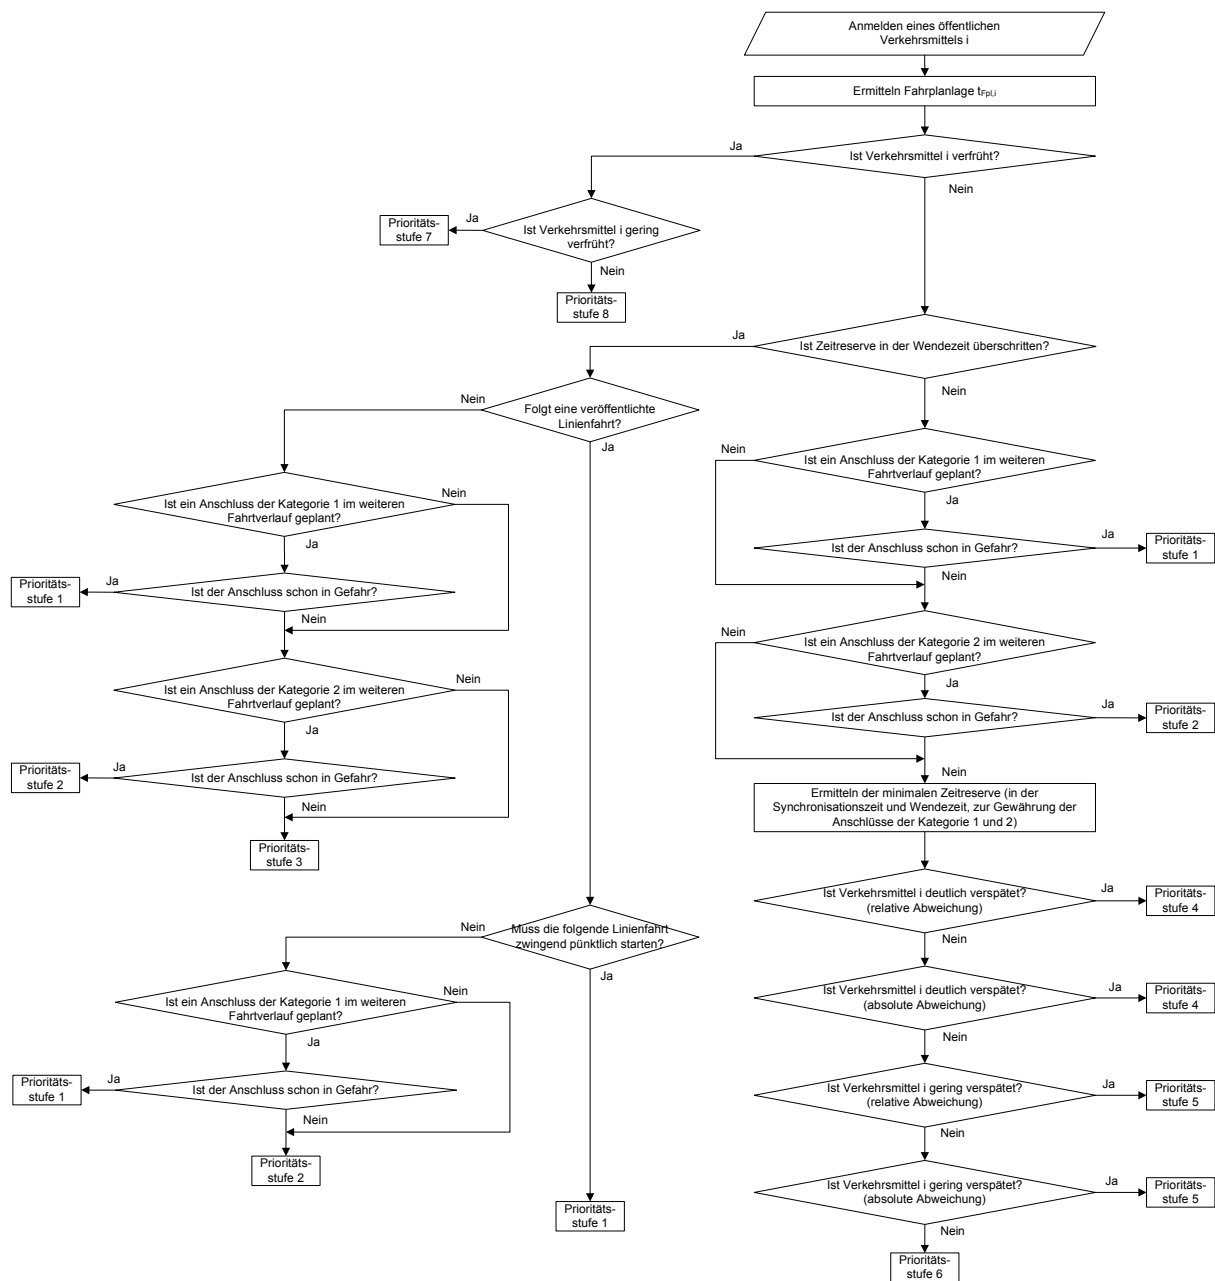 Anmelden eines öffentlichen
Verkehrsmittels i
Ermitteln Fahrplanlage tFpl,i
Ja
Ist Verkehrsmittel i verfrüht?
Nein
Prioritäts-
stufe 7
Ja
Ist Verkehrsmittel i gering
verfrüht?
Nein
Prioritäts-
stufe 8
Ja
Ist Zeitreserve in der Wendezeit überschritten?
Nein
Nein
Folgt eine veröffentlichte
Linienfahrt?
Ja
Nein
Ist ein Anschluss der Kategorie 1 im weiteren
Fahrtverlauf geplant?
Ja
Ist der Anschluss schon in Gefahr?
Ja
Prioritäts-
stufe 1
Nein
Nein
Ist ein Anschluss der Kategorie 2 im weiteren
Fahrtverlauf geplant?
Ja
Ist der Anschluss schon in Gefahr?
Ja
Prioritäts-
stufe 2
Nein
Ermitteln der minimalen Zeitreserve (in der
Synchronisationszeit und Wendezeit, zur Gewährung der
Anschlüsse der Kategorie 1 und 2)
Ist Verkehrsmittel i deutlich verspätet?
(relative Abweichung)
Ja
Prioritäts-
stufe 4
Nein
Ist Verkehrsmittel i deutlich verspätet?
(absolute Abweichung)
Ja
Prioritäts-
stufe 4
Nein
Ist Verkehrsmittel i gering verspätet?
(relative Abweichung)
Ja
Prioritäts-
stufe 5
Nein
Ist Verkehrsmittel i gering verspätet?
(absolute Abweichung)
Ja
Prioritäts-
stufe 5
Nein
Prioritäts-
stufe 6
Ist ein Anschluss der Kategorie 1 im weiteren
Fahrtverlauf geplant?
Nein
Ja
Prioritäts-
stufe 1
Ja
Ist der Anschluss schon in Gefahr?
Nein
Ist ein Anschluss der Kategorie 2 im weiteren
Fahrtverlauf geplant?
Nein
Ja
Prioritäts-
stufe 2
Ja
Ist der Anschluss schon in Gefahr?
Nein
Prioritäts-
stufe 3
Nein
Muss die folgende Linienfahrt
zwingend pünktlich starten?
Ja
Ist ein Anschluss der Kategorie 1 im weiteren
Fahrtverlauf geplant?
Nein
Ja
Prioritäts-
stufe 1
Ja
Ist der Anschluss schon in Gefahr?
Nein
Prioritäts-
stufe 2
Prioritäts-
stufe 1